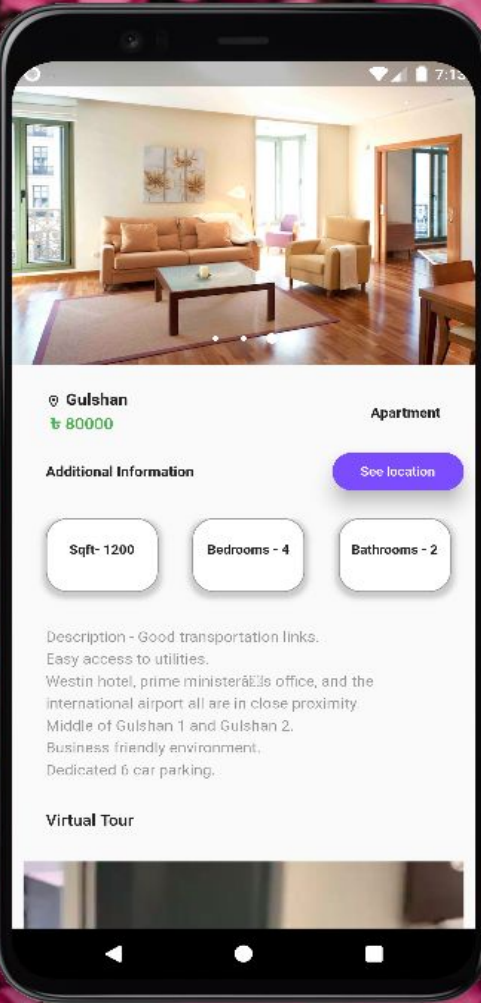 7:13
Gulshan
৳ 80000
Apartment
Additional Information
See location
Sqft- 1200
Bedrooms - 4
Bathrooms - 2
Description - Good transportation links.
Easy access to utilities.
Westin hotel, prime office, and the
international airport all are in close proximity.
Middle of Gulshan 1 and Gulshan 2.
Business friendly environment.
Dedicated 6 car parking.
Virtual Tour